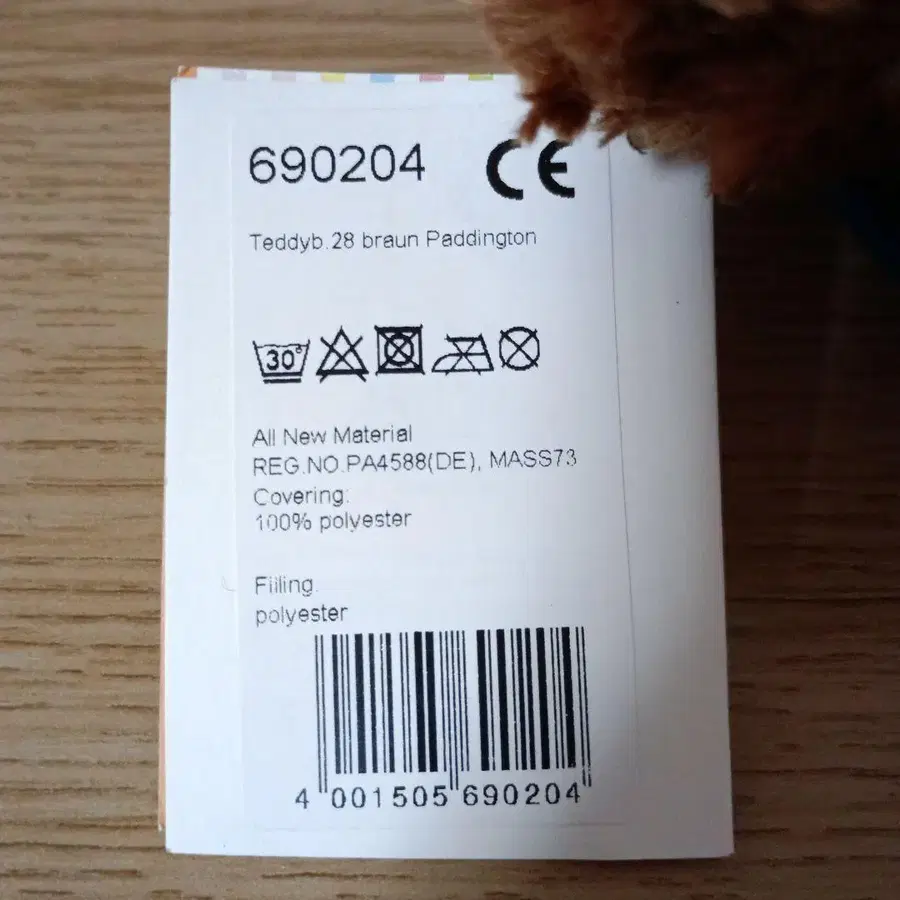 690204 CE
Teddyb.28 braun Paddington
30°
All New Material
REG.NO.PA4588(DE), MASS73
Covering:
100% polyester
Filling:
polyester
4 001505 690204